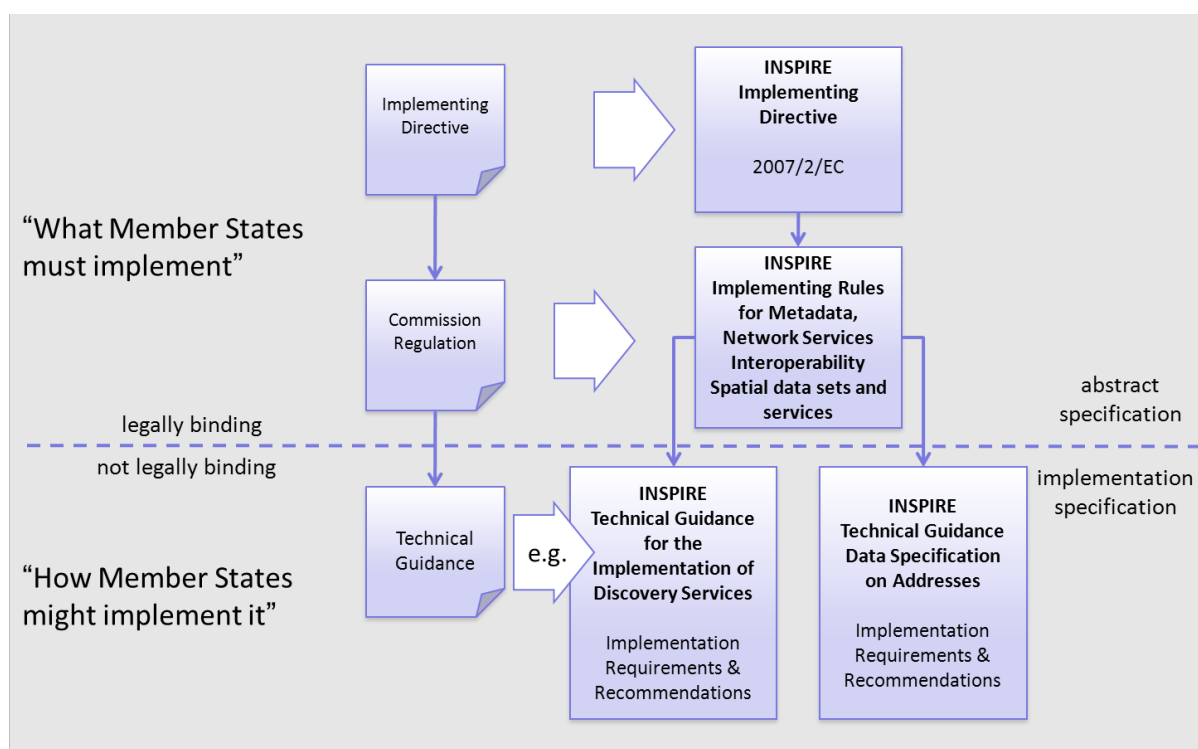 Implementing
Directive
INSPIRE
Implementing
Directive
2007/2/EC
“What Member States
must implement”
Commission
Regulation
INSPIRE
Implementing Rules
for Metadada,
Network Services
Interoperability
Spatial data sets and
services
abstract
specification
legally binding
not legally binding
implementation
specification
“How Member States
might implement it”
Technical
Guidance
e.g.
INSPIRE
Technical Guidance
for the
Implementation of
Discovery Services
Implementation
Requirements &
Recommendations
INSPIRE
Technical Guidance
Data Specification
on Addresses
Implementation
Requirements &
Recommendations